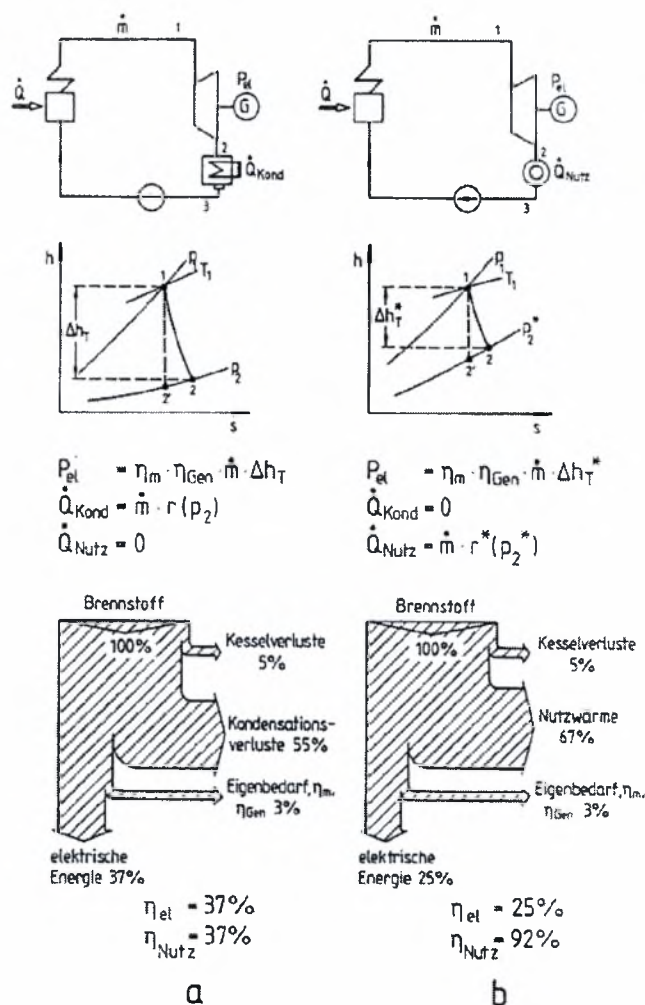 ṁ 1
Q̇
P_el
G
2
Q̇_Kond
3
h
p_1
T_1
1
Δh_T
p_2
2' 2
s
P_el = η_m · η_Gen · ṁ · Δh_T
Q̇_Kond = ṁ · r(p_2)
Q̇_Nutz = 0
Brennstoff
100%
Kesselverluste
5%
Kondensations-
verluste 55%
Eigenbedarf, η_m,
η_Gen 3%
elektrische
Energie 37%
η_el = 37%
η_Nutz = 37%
a
ṁ 1
Q̇
P_el
G
2
Q̇_Nutz
3
h
p_1
T_1
1
Δh_T*
p_2*
2' 2
s
P_el = η_m · η_Gen · ṁ · Δh_T*
Q̇_Kond = 0
Q̇_Nutz = ṁ · r*(p_2*)
Brennstoff
100%
Kesselverluste
5%
Nutzwärme
67%
Eigenbedarf, η_m,
η_Gen 3%
elektrische
Energie 25%
η_el = 25%
η_Nutz = 92%
b